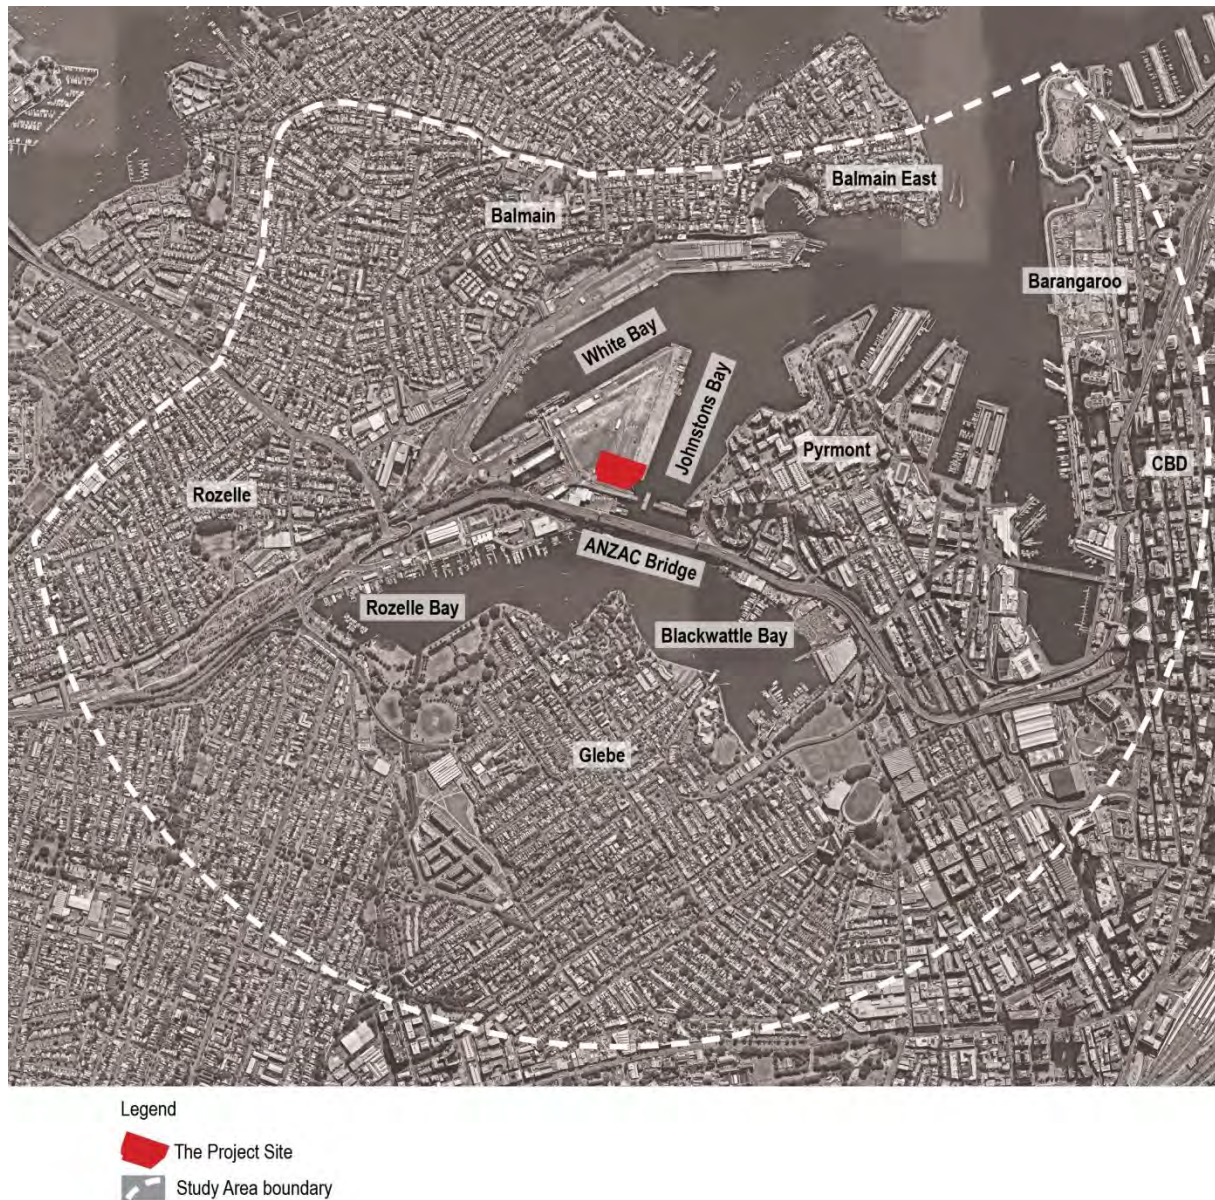 Balmain East
Balmain
Barangaroo
White Bay
Johnstons Bay
Pyrmont
CBD
Rozelle
ANZAC Bridge
Rozelle Bay
Blackwattle Bay
Glebe
Legend
The Project Site
Study Area boundary